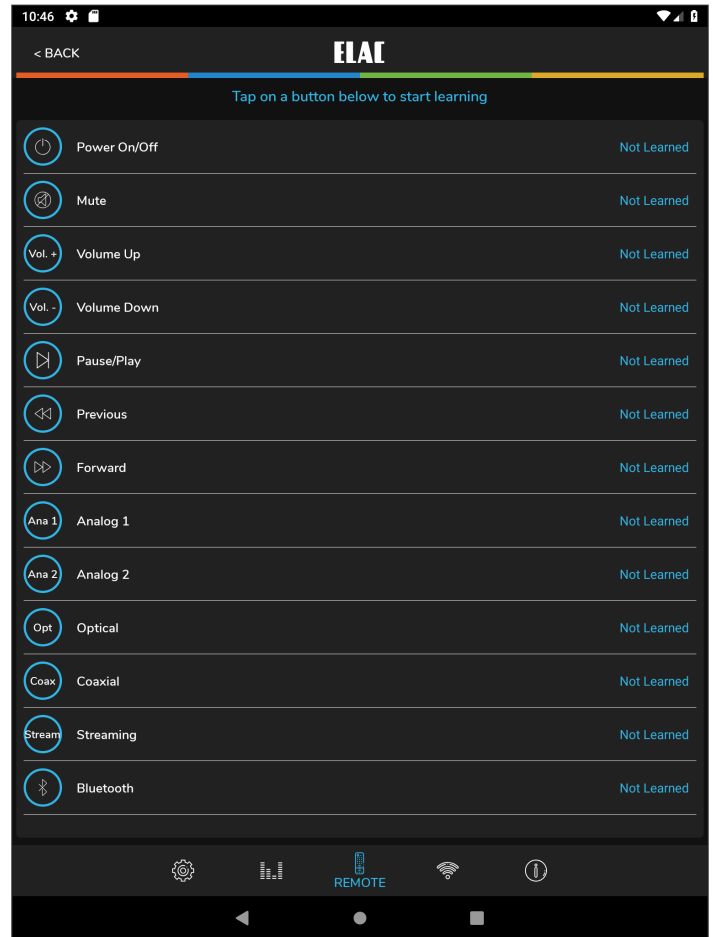 10:46
< BACK
ELAC
Tap on a button below to start learning
Power On/Off Not Learned
Mute Not Learned
Vol. + Volume Up Not Learned
Vol. - Volume Down Not Learned
Pause/Play Not Learned
Previous Not Learned
Forward Not Learned
Ana 1 Analog 1 Not Learned
Ana 2 Analog 2 Not Learned
Opt Optical Not Learned
Coax Coaxial Not Learned
Stream Streaming Not Learned
Bluetooth Not Learned
REMOTE